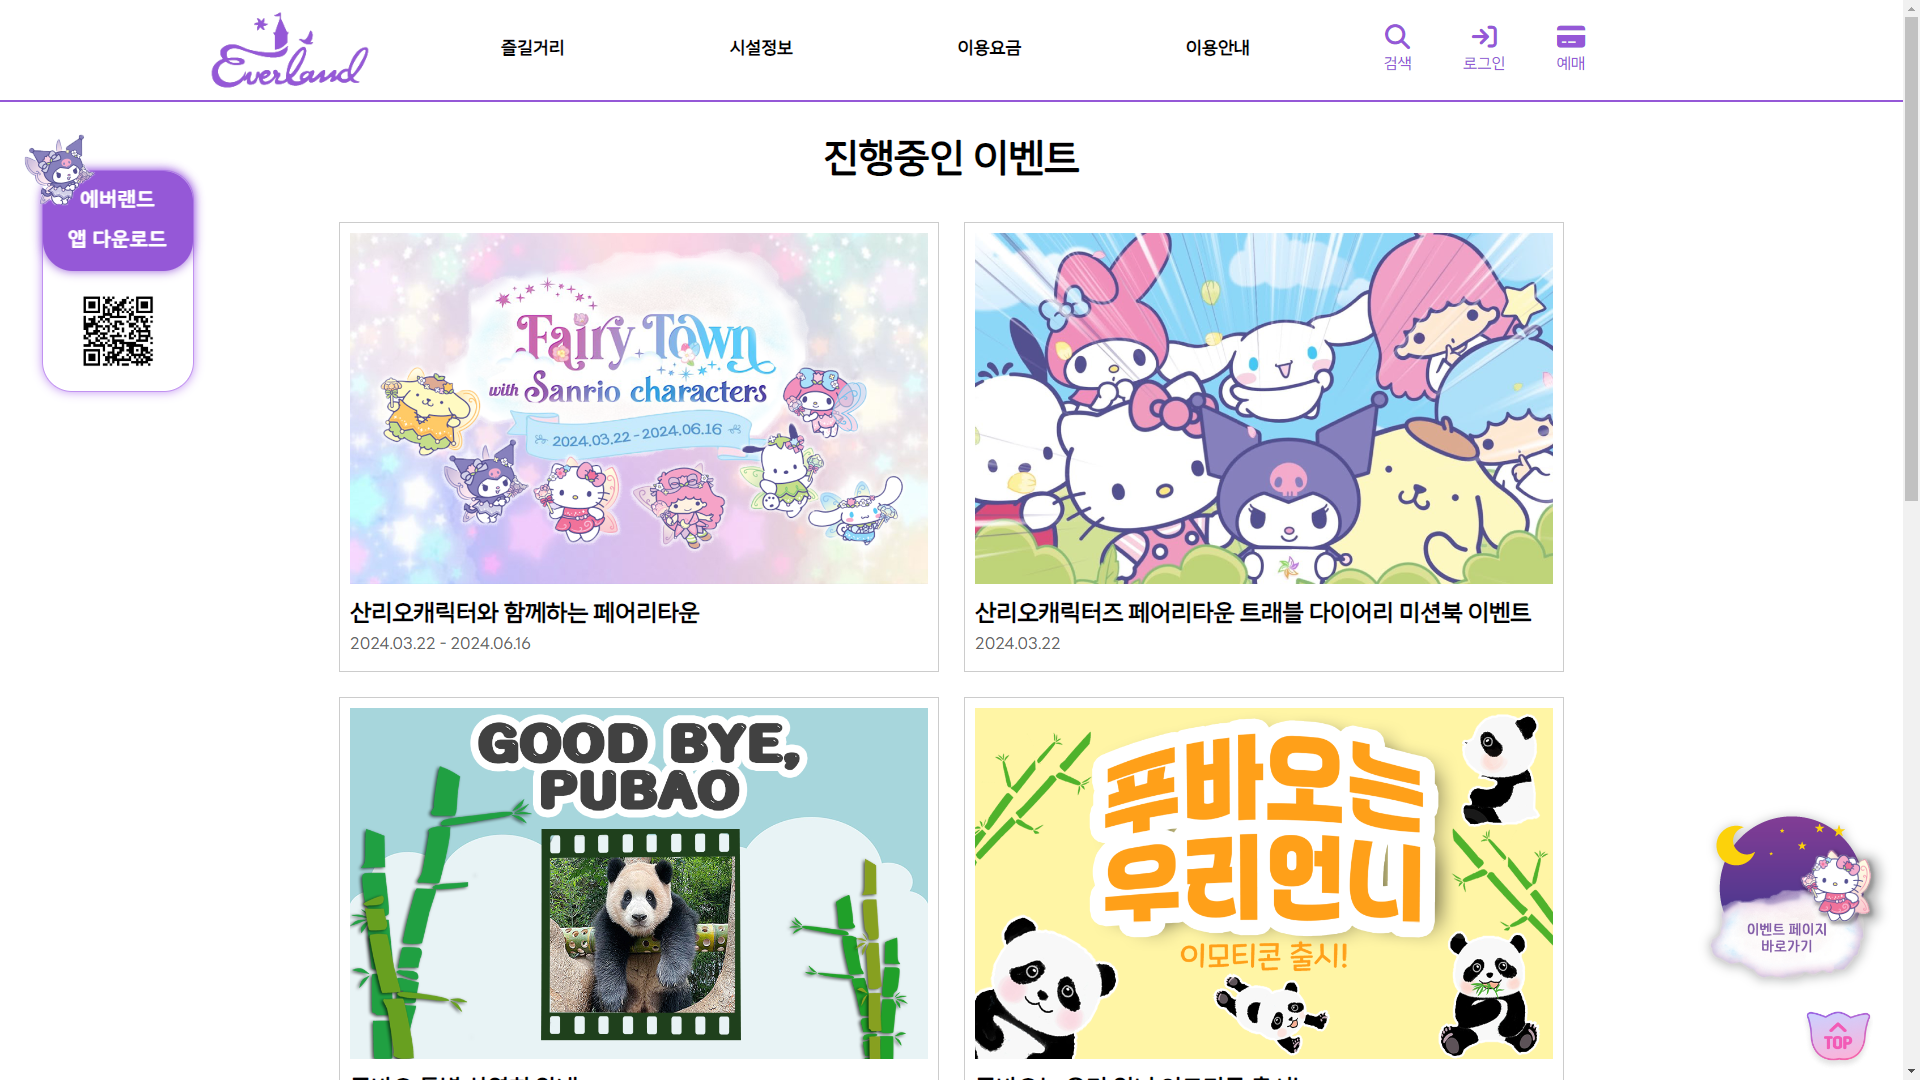 Everland
즐길거리
시설정보
이용요금
이용안내
검색
로그인
예매
에버랜드
앱 다운로드
진행중인 이벤트
Fairy Town
with Sanrio characters
2024.03.22 - 2024.06.16
산리오캐릭터와 함께하는 페어리타운
2024.03.22 - 2024.06.16
산리오캐릭터즈 페어리타운 트래블 다이어리 미션북 이벤트
2024.03.22
GOOD BYE,
PUBAO
푸바오는
우리언니
이모티콘 출시!
이벤트 페이지
바로가기
TOP